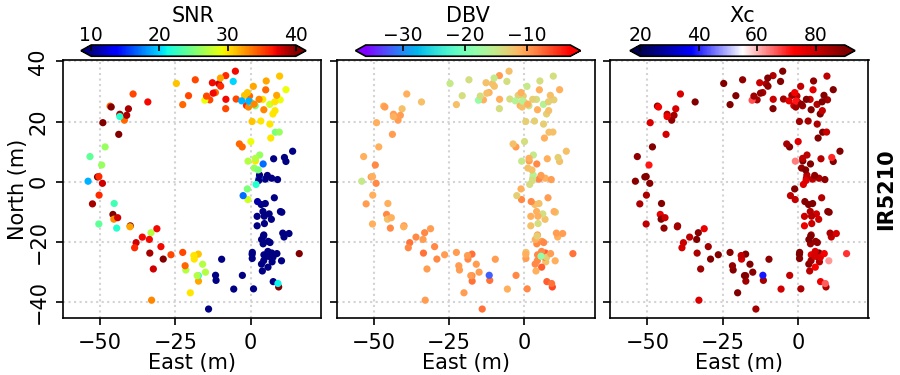 SNR DBV Xc
10 20 30 40 −30 −20 −10 20 40 60 80
40
20
0
−20
−40
North (m)
−50 −25 0 −50 −25 0 −50 −25 0
East (m) East (m) East (m)
IR5210